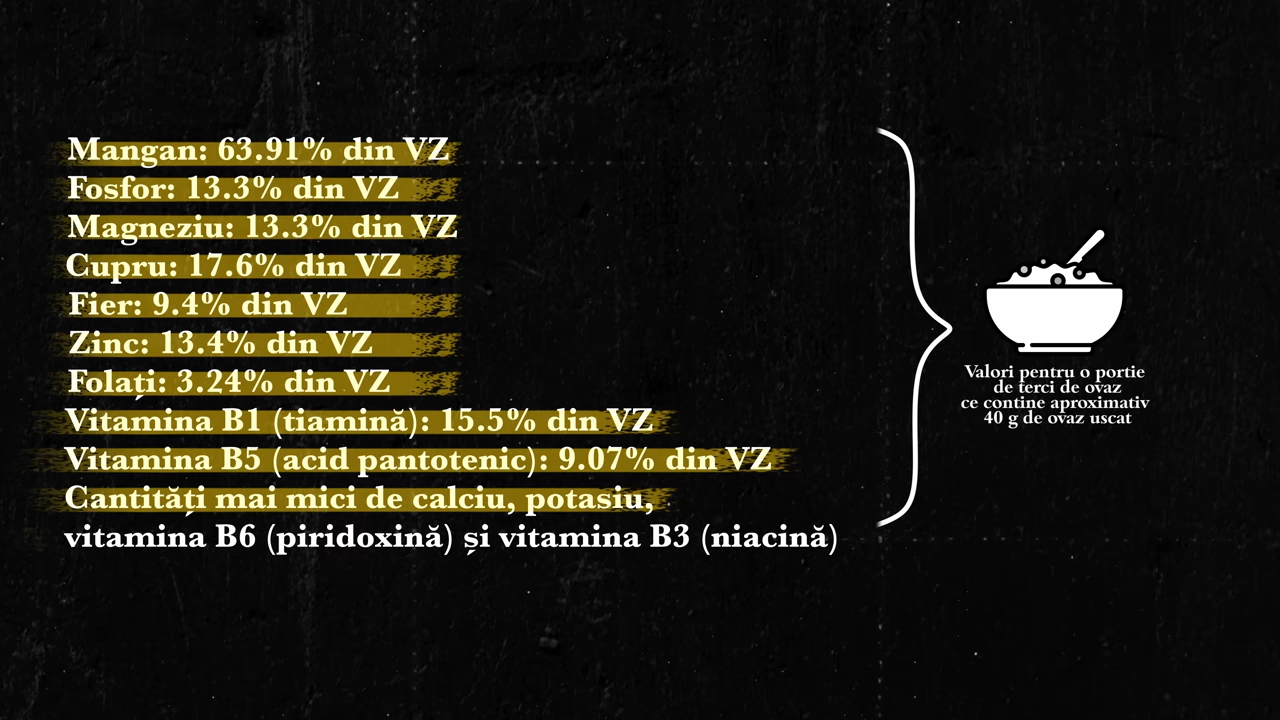 Mangan: 63.91% din VZ
Fosfor: 13.3% din VZ
Magneziu: 13.3% din VZ
Cupru: 17.6% din VZ
Fier: 9.4% din VZ
Zinc: 13.4% din VZ
Folați: 3.24% din VZ
Vitamina B1 (tiamină): 15.5% din VZ
Vitamina B5 (acid pantotenic): 9.07% din VZ
Cantități mai mici de calciu, potasiu,
vitamina B6 (piridoxină) și vitamina B3 (niacină)
Valori pentru o portie
de terci de ovaz
ce contine aproximativ
40 g de ovaz uscat